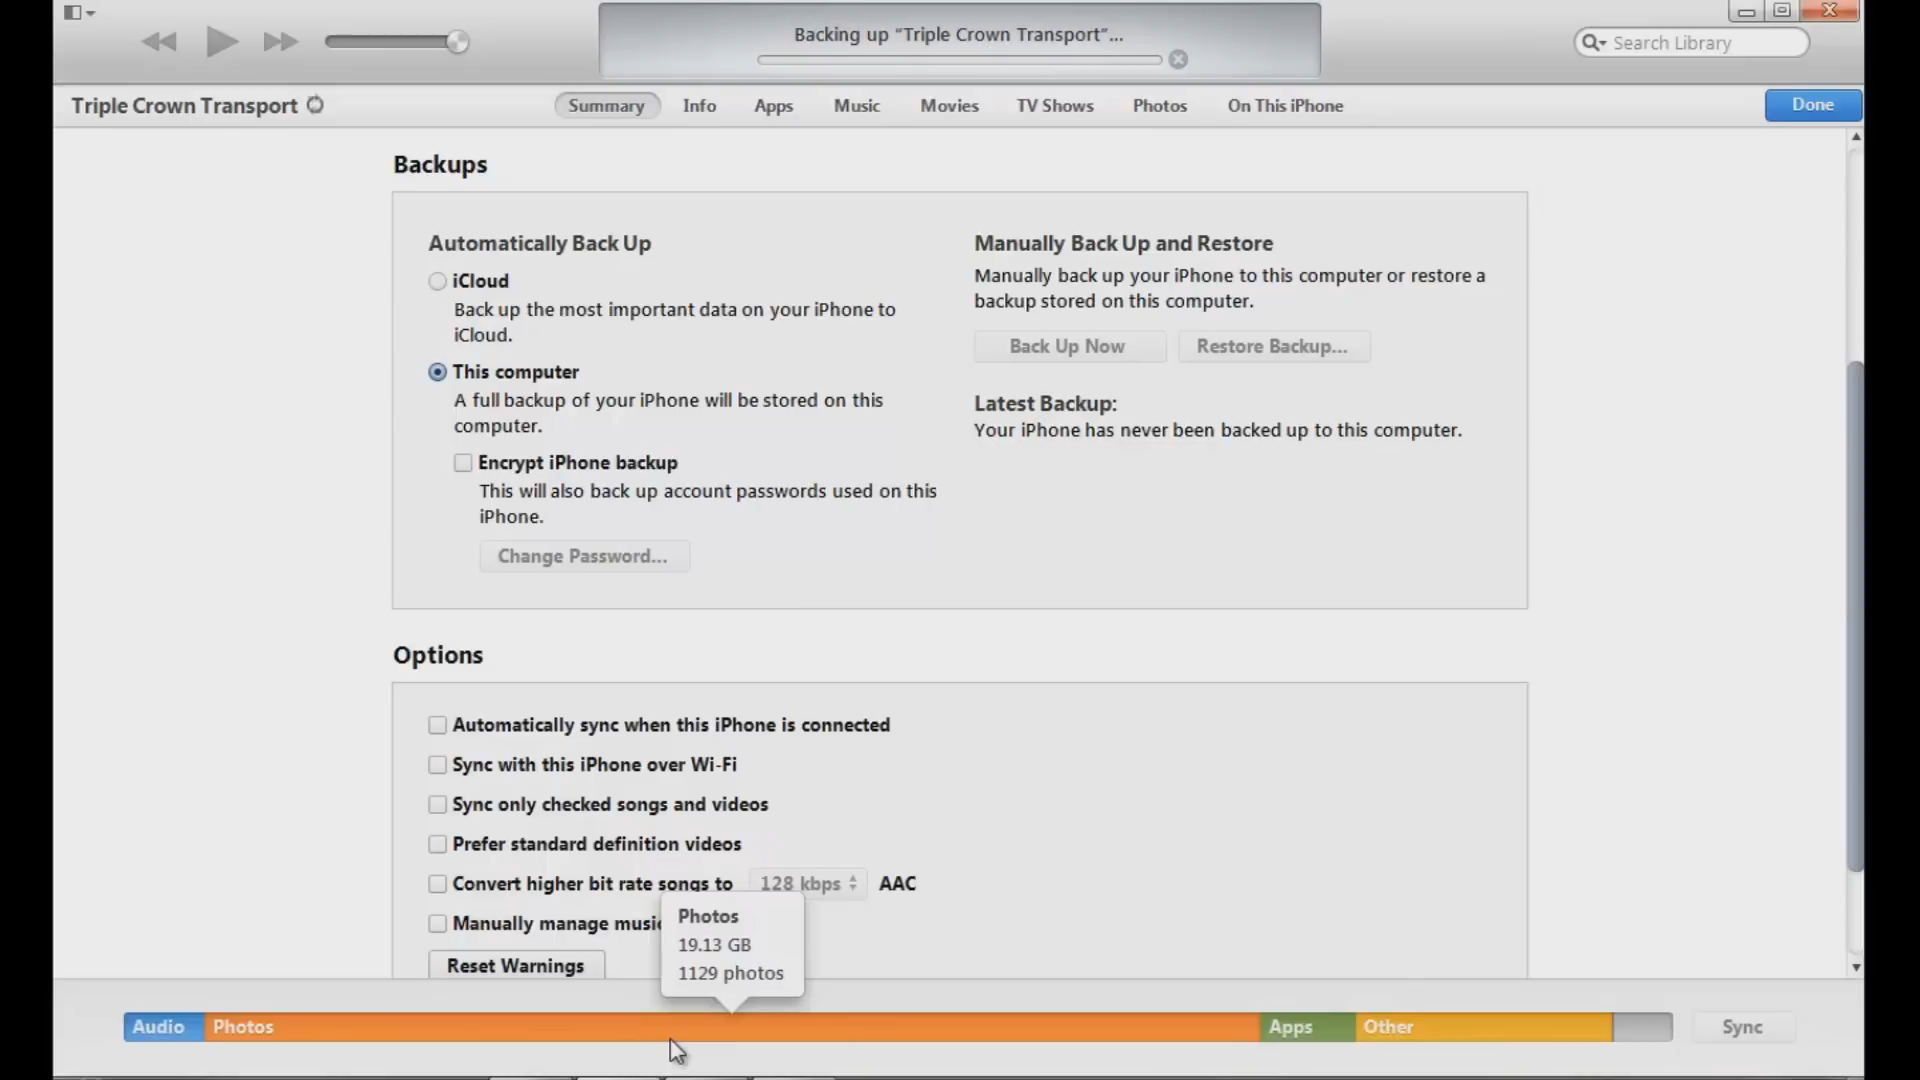 Backing up "Triple Crown Transport"...
Search Library
Triple Crown Transport
Summary
Info
Apps
Music
Movies
TV Shows
Photos
On This iPhone
Done
Backups
Automatically Back Up
iCloud
Back up the most important data on your iPhone to
iCloud.
This computer
A full backup of your iPhone will be stored on this
computer.
Encrypt iPhone backup
This will also back up account passwords used on this
iPhone.
Change Password...
Manually Back Up and Restore
Manually back up your iPhone to this computer or restore a
backup stored on this computer.
Back Up Now
Restore Backup...
Latest Backup:
Your iPhone has never been backed up to this computer.
Options
Automatically sync when this iPhone is connected
Sync with this iPhone over Wi-Fi
Sync only checked songs and videos
Prefer standard definition videos
Convert higher bit rate songs to 128 kbps AAC
Manually manage music
Reset Warnings
Photos
19.13 GB
1129 photos
Audio
Photos
Apps
Other
Sync